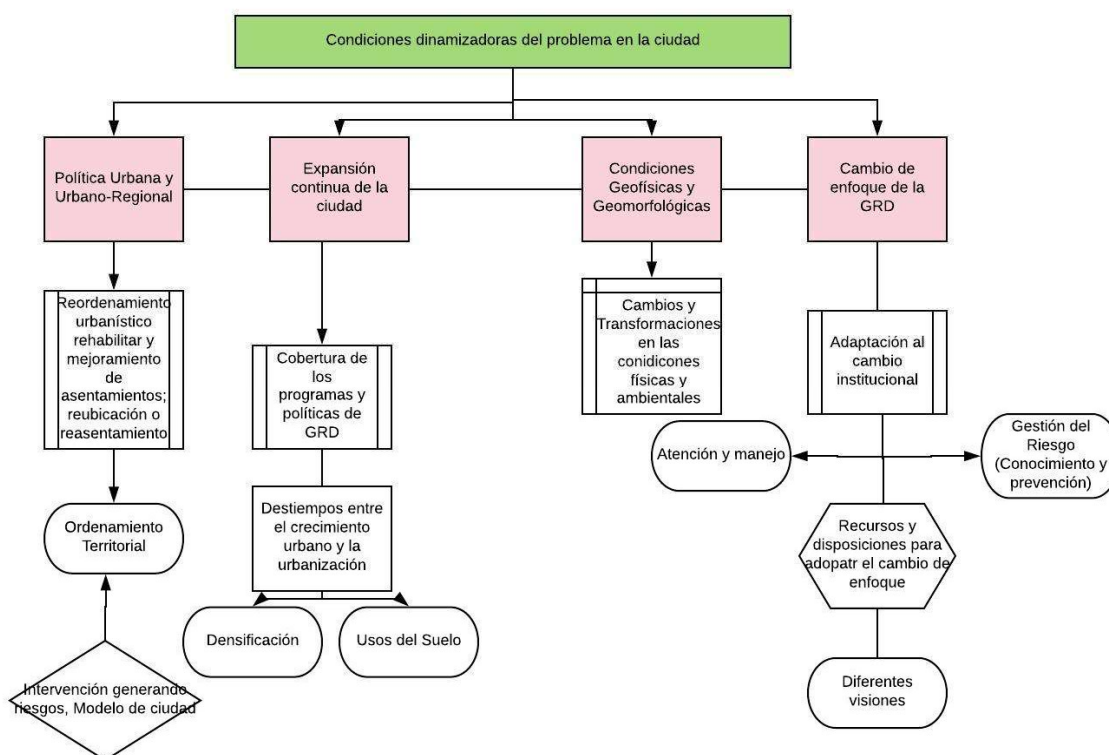 Condiciones dinamizadoras del problema en la ciudad
Política Urbana y
Urbano-Regional
Expansión
continua de la
ciudad
Condiciones
Geofísicas y
Geomorfológicas
Cambio de
enfoque de la
GRD
Reordenamiento
urbanístico
rehabilitar y
mejoramiento
de
asentamientos;
reubicación o
reasentamiento
Cobertura de
los
programas y
políticas de
GRD
Cambios y
Transformaciones
en las
conidicones
físicas y
ambientales
Adaptación al
cambio
institucional
Atención y manejo
Gestión del
Riesgo
(Conocimiento y
prevención)
Ordenamiento
Territorial
Destiempos entre
el crecimiento
urbano y la
urbanización
Recursos y
disposiciones para
adopatr el cambio de
enfoque
Densificación
Usos del Suelo
Intervención generando
riesgos, Modelo de ciudad
Diferentes
visiones